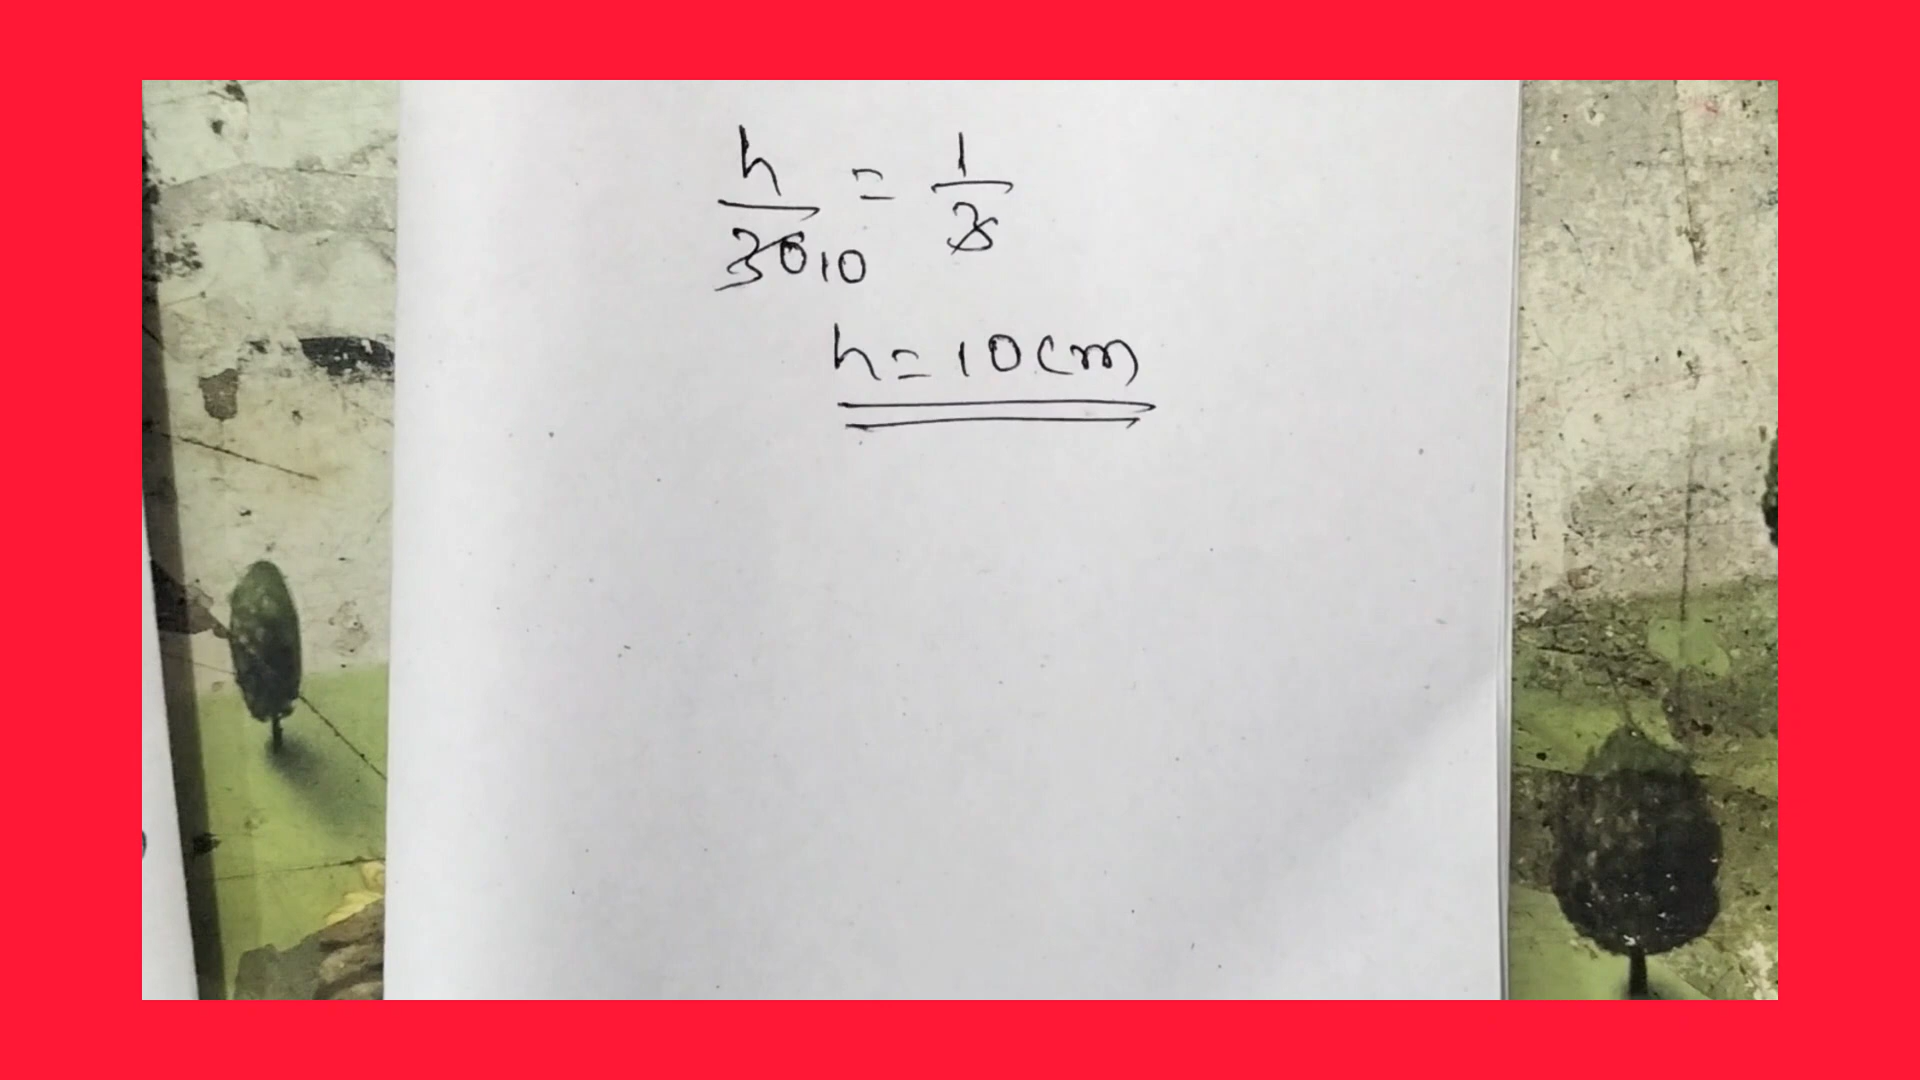 h/30 10 = 1/3
h = 10cm